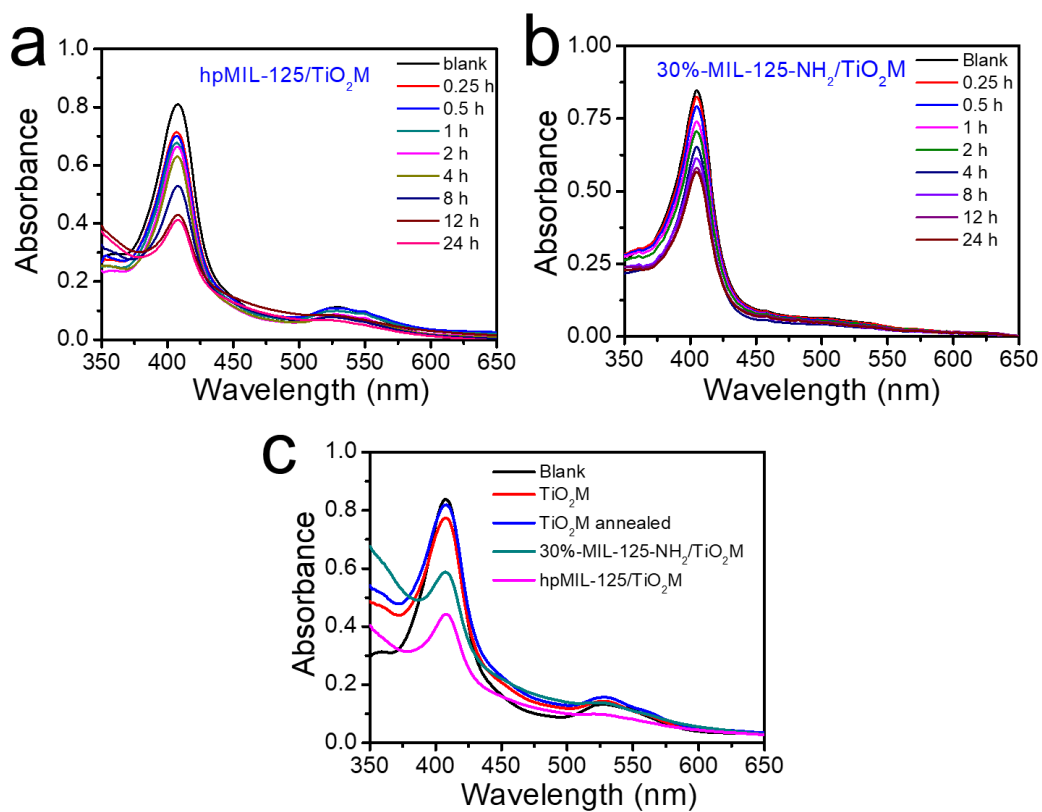 a
hpMIL-125/TiO₂M
blank
0.25 h
0.5 h
1 h
2 h
4 h
8 h
12 h
24 h
1.0
0.8
0.6
0.4
0.2
0.0
Absorbance
350 400 450 500 550 600 650
Wavelength (nm)
b
30%-MIL-125-NH₂/TiO₂M
Blank
0.25 h
0.5 h
1 h
2 h
4 h
8 h
12 h
24 h
1.00
0.75
0.50
0.25
0.00
Absorbance
350 400 450 500 550 600 650
Wavelength (nm)
c
Blank
TiO₂M
TiO₂M annealed
30%-MIL-125-NH₂/TiO₂M
hpMIL-125/TiO₂M
1.0
0.8
0.6
0.4
0.2
0.0
Absorbance
350 400 450 500 550 600 650
Wavelength (nm)